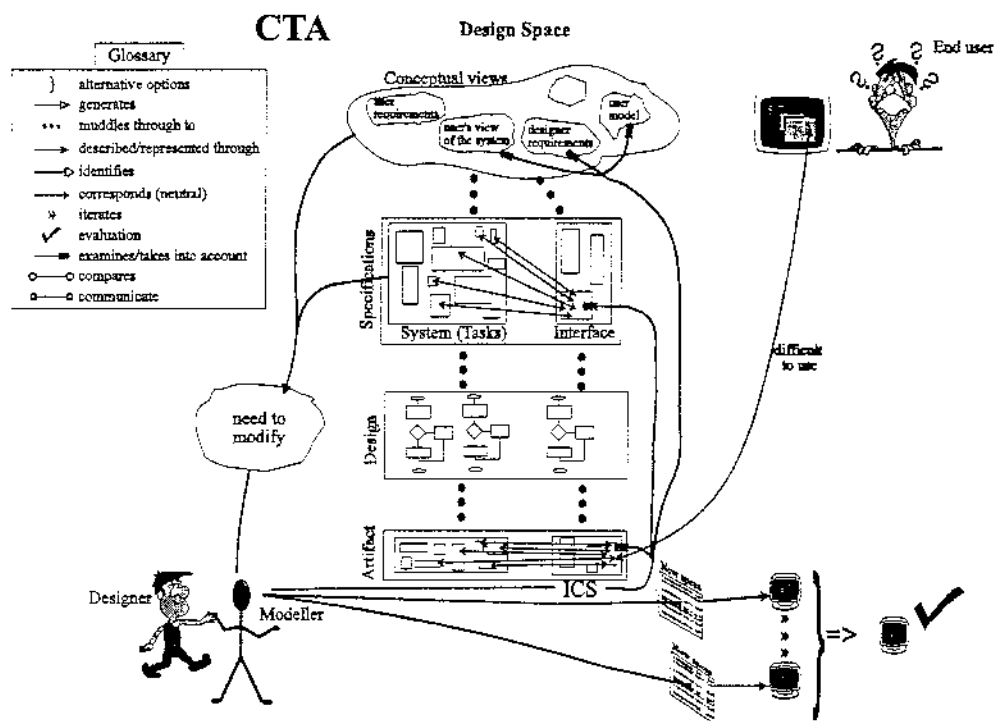 CTA
Design Space
Glossary
} alternative options
generates
muddles through to
described/represented through
identifies
corresponds (neutral)
iterates
evaluation
examines/takes into account
compares
communicate
Conceptual views
user
requirements
user's view
of the system
designer
requirements
user
model
End user
Specifications
System (Tasks)
Interface
difficult
to use
need to
modify
Design
Artifact
ICS
Designer
Modeller
=>